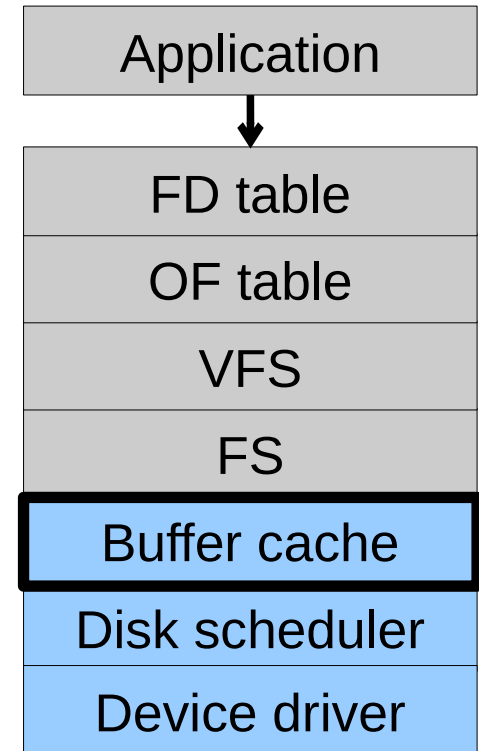 Application
FD table
OF table
VFS
FS
Buffer cache
Disk scheduler
Device driver